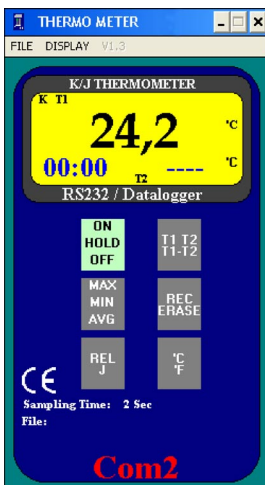 THERMO METER
FILE DISPLAY V1.3
K/J THERMOMETER
K T1
24,2 °C
00:00 T2 ---- °C
RS232 / Datalogger
ON
HOLD
OFF
T1 T2
T1-T2
MAX
MIN
AVG
REC
ERASE
REL
J
°C
°F
CE
Sampling Time: 2 Sec
File:
Com2